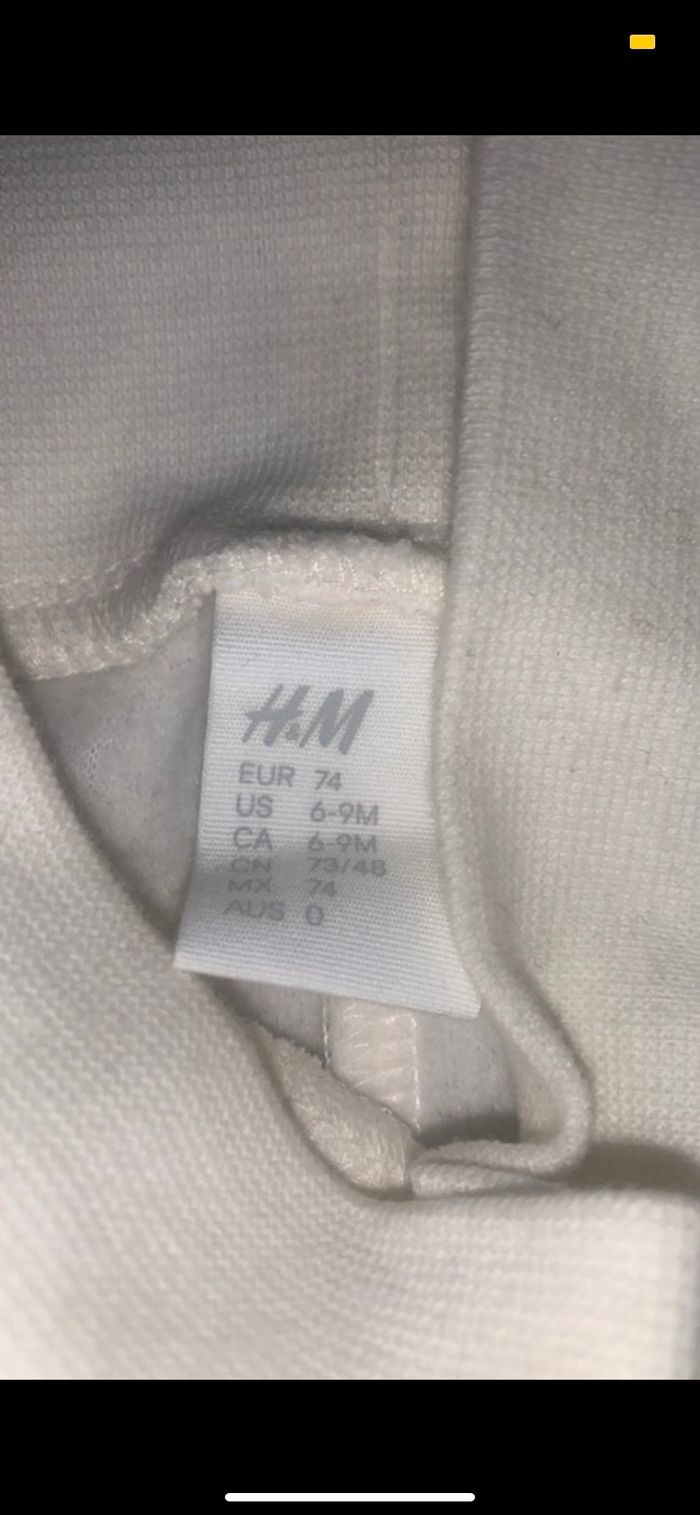 H&M
EUR 74
US 6-9M
CA 6-9M
CN 73/48
MX 74
AUS 0